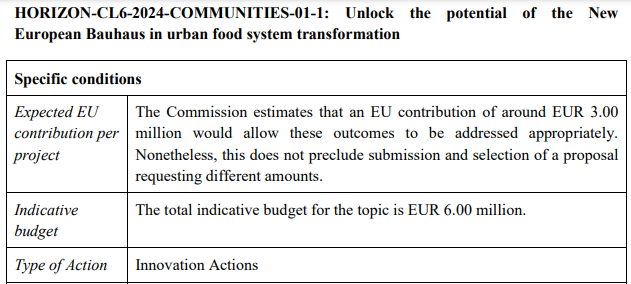 HORIZON-CL6-2024-COMMUNITIES-01-1: Unlock the potential of the New
European Bauhaus in urban food system transformation
Specific conditions
Expected EU
contribution per
project
The Commission estimates that an EU contribution of around EUR 3.00
million would allow these outcomes to be addressed appropriately.
Nonetheless, this does not preclude submission and selection of a proposal
requesting different amounts.
Indicative
budget
The total indicative budget for the topic is EUR 6.00 million.
Type of Action
Innovation Actions